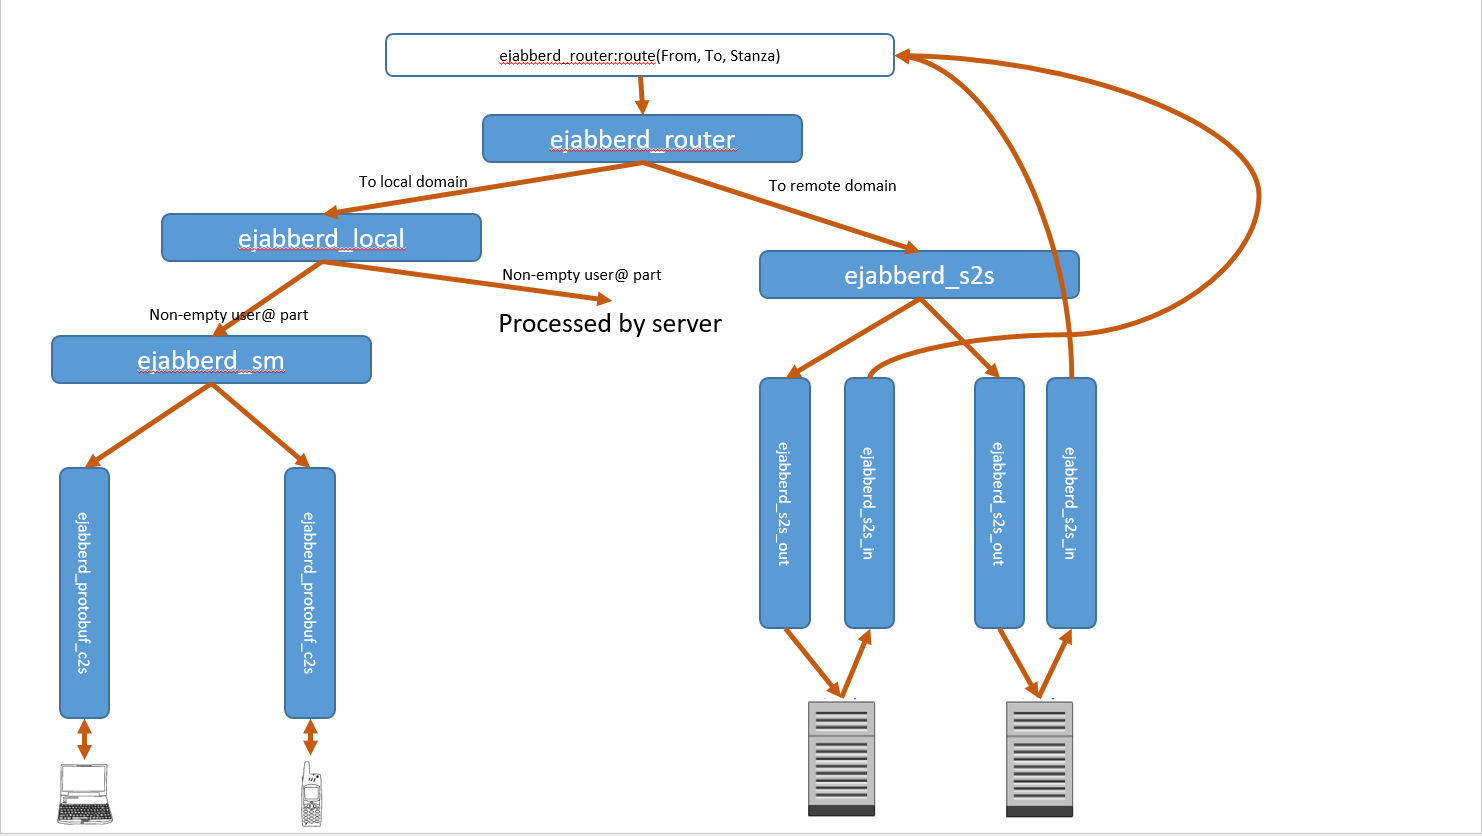 ejabberd_router:route(From, To, Stanza)
ejabberd_router
To local domain
To remote domain
ejabberd_local
ejabberd_s2s
Non-empty user@ part
Non-empty user@ part
Processed by server
ejabberd_sm
ejabberd_s2s_out
ejabberd_s2s_in
ejabberd_s2s_out
ejabberd_s2s_in
ejabberd_protobuf_c2s
ejabberd_protobuf_c2s